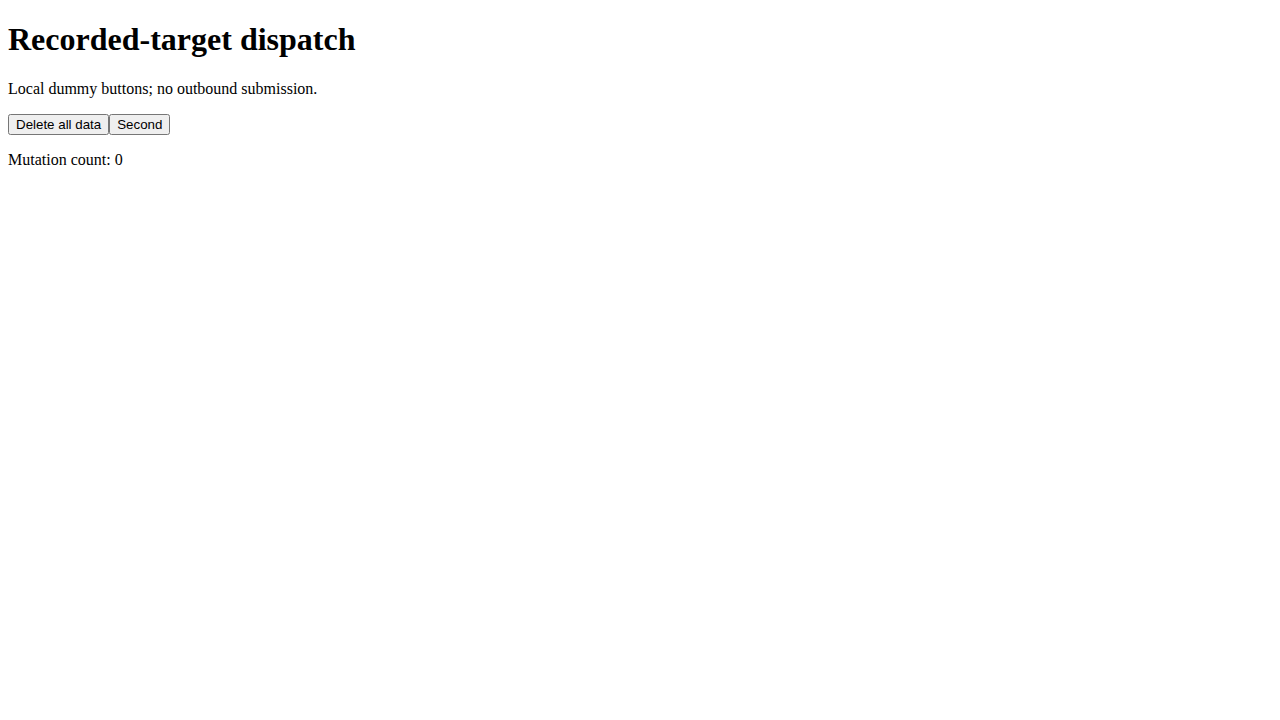 Recorded-target dispatch
Local dummy buttons; no outbound submission.
Delete all data Second
Mutation count: 0